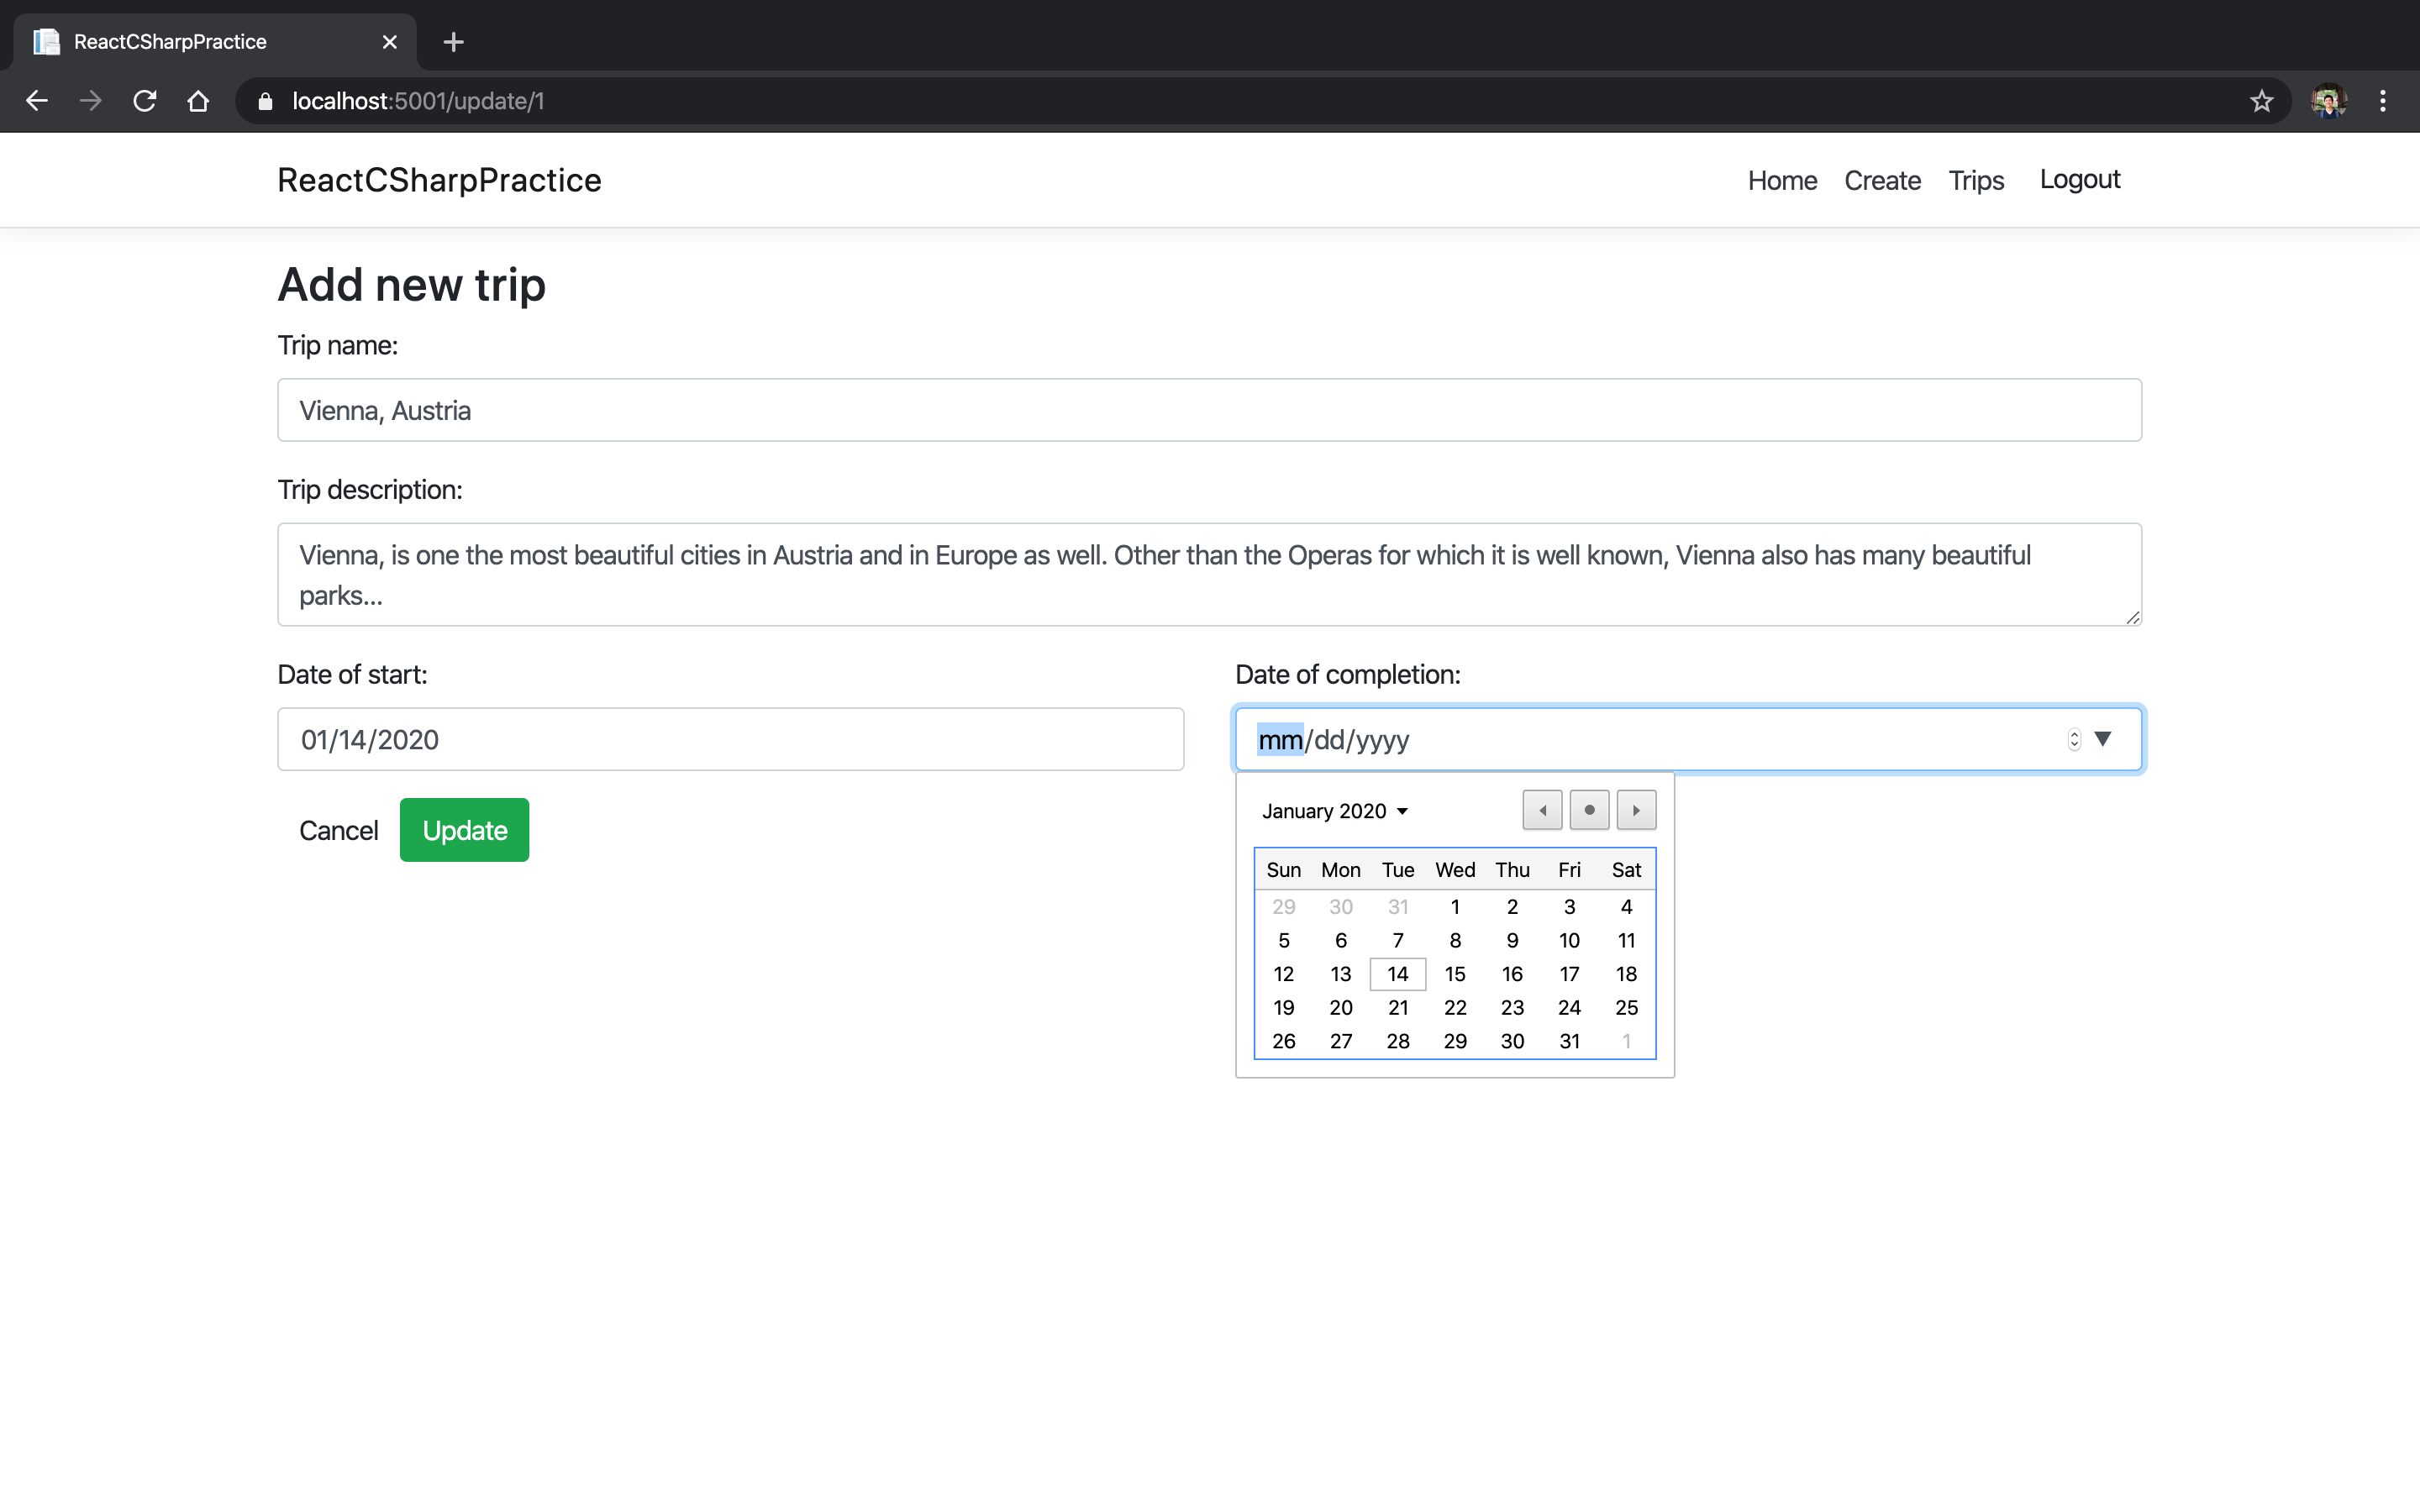 ReactCSharpPractice
localhost:5001/update/1
ReactCSharpPractice
Home Create Trips Logout
Add new trip
Trip name:
Vienna, Austria
Trip description:
Vienna, is one the most beautiful cities in Austria and in Europe as well. Other than the Operas for which it is well known, Vienna also has many beautiful
parks...
Date of start: Date of completion:
01/14/2020 mm/dd/yyyy
Cancel Update
January 2020
Sun Mon Tue Wed Thu Fri Sat
29 30 31 1 2 3 4
5 6 7 8 9 10 11
12 13 14 15 16 17 18
19 20 21 22 23 24 25
26 27 28 29 30 31 1